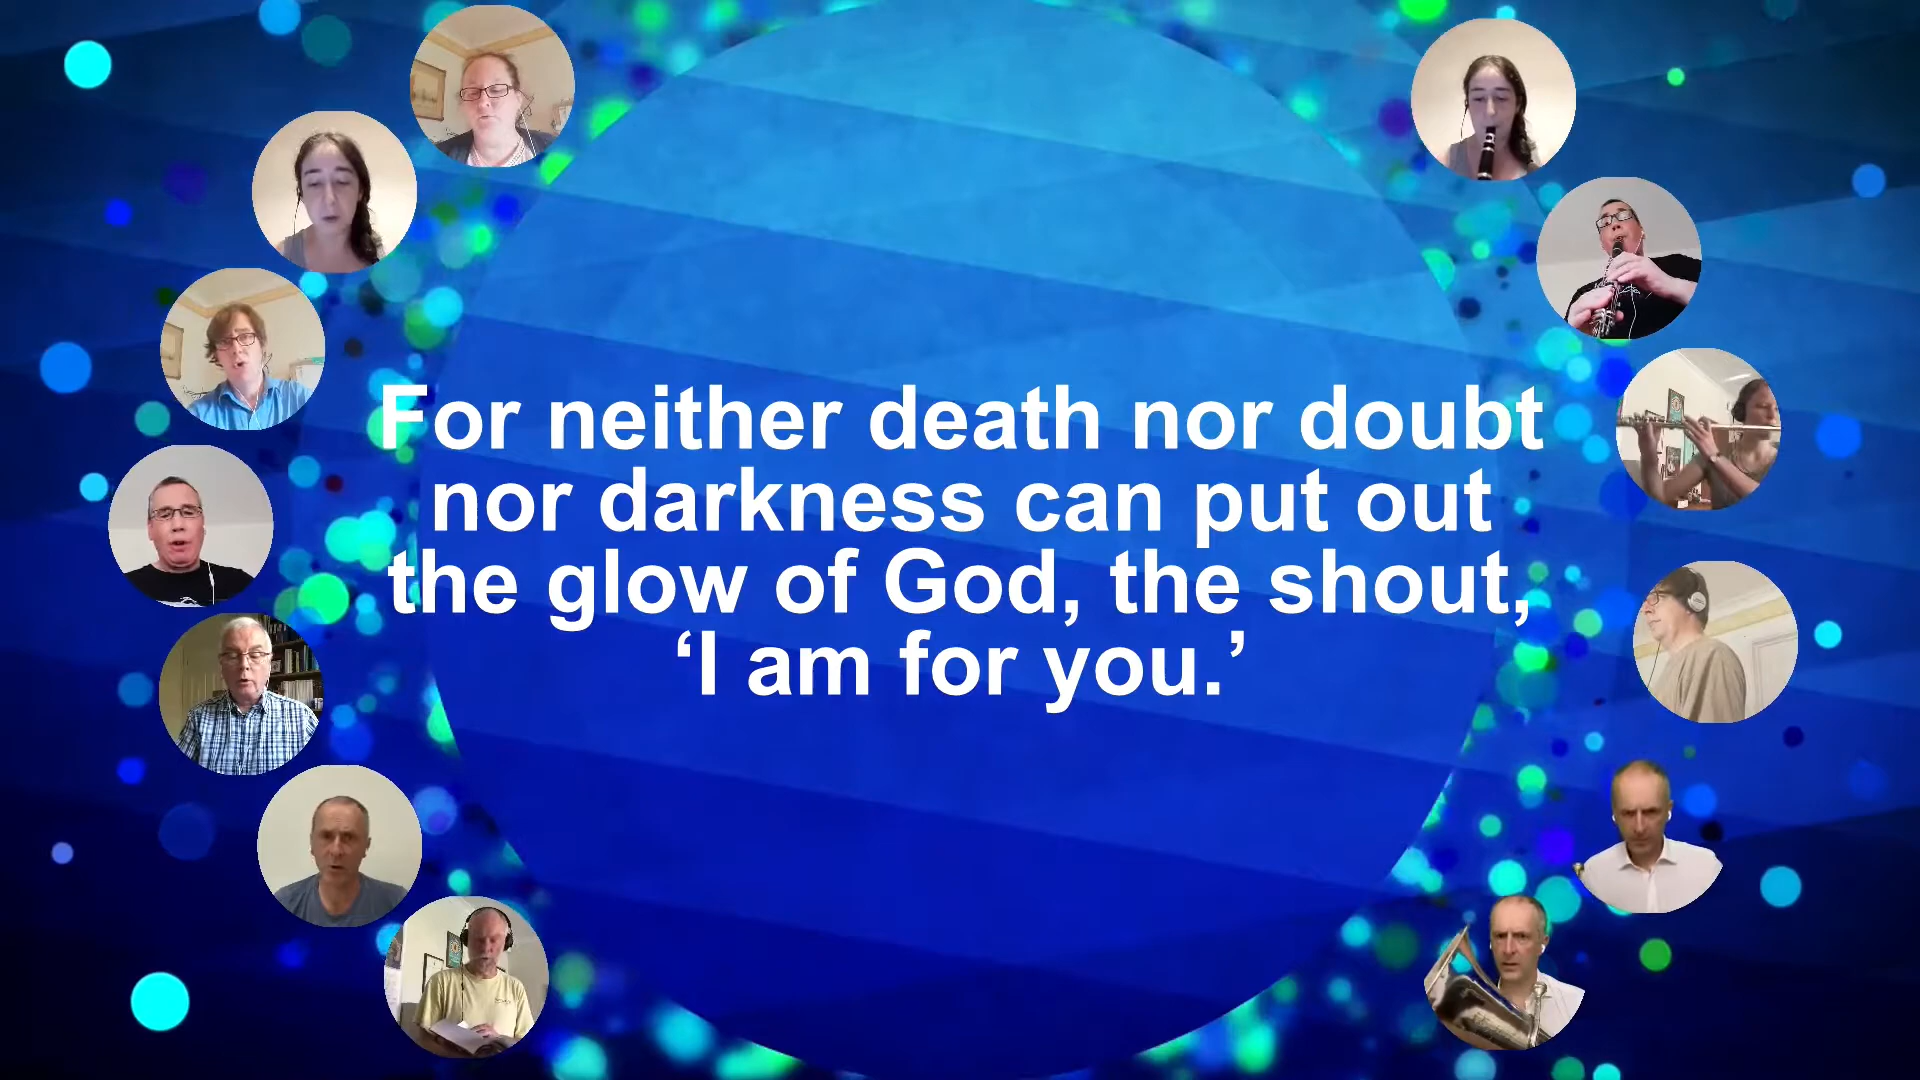 For neither death nor doubt
nor darkness can put out
the glow of God, the shout,
‘I am for you.’